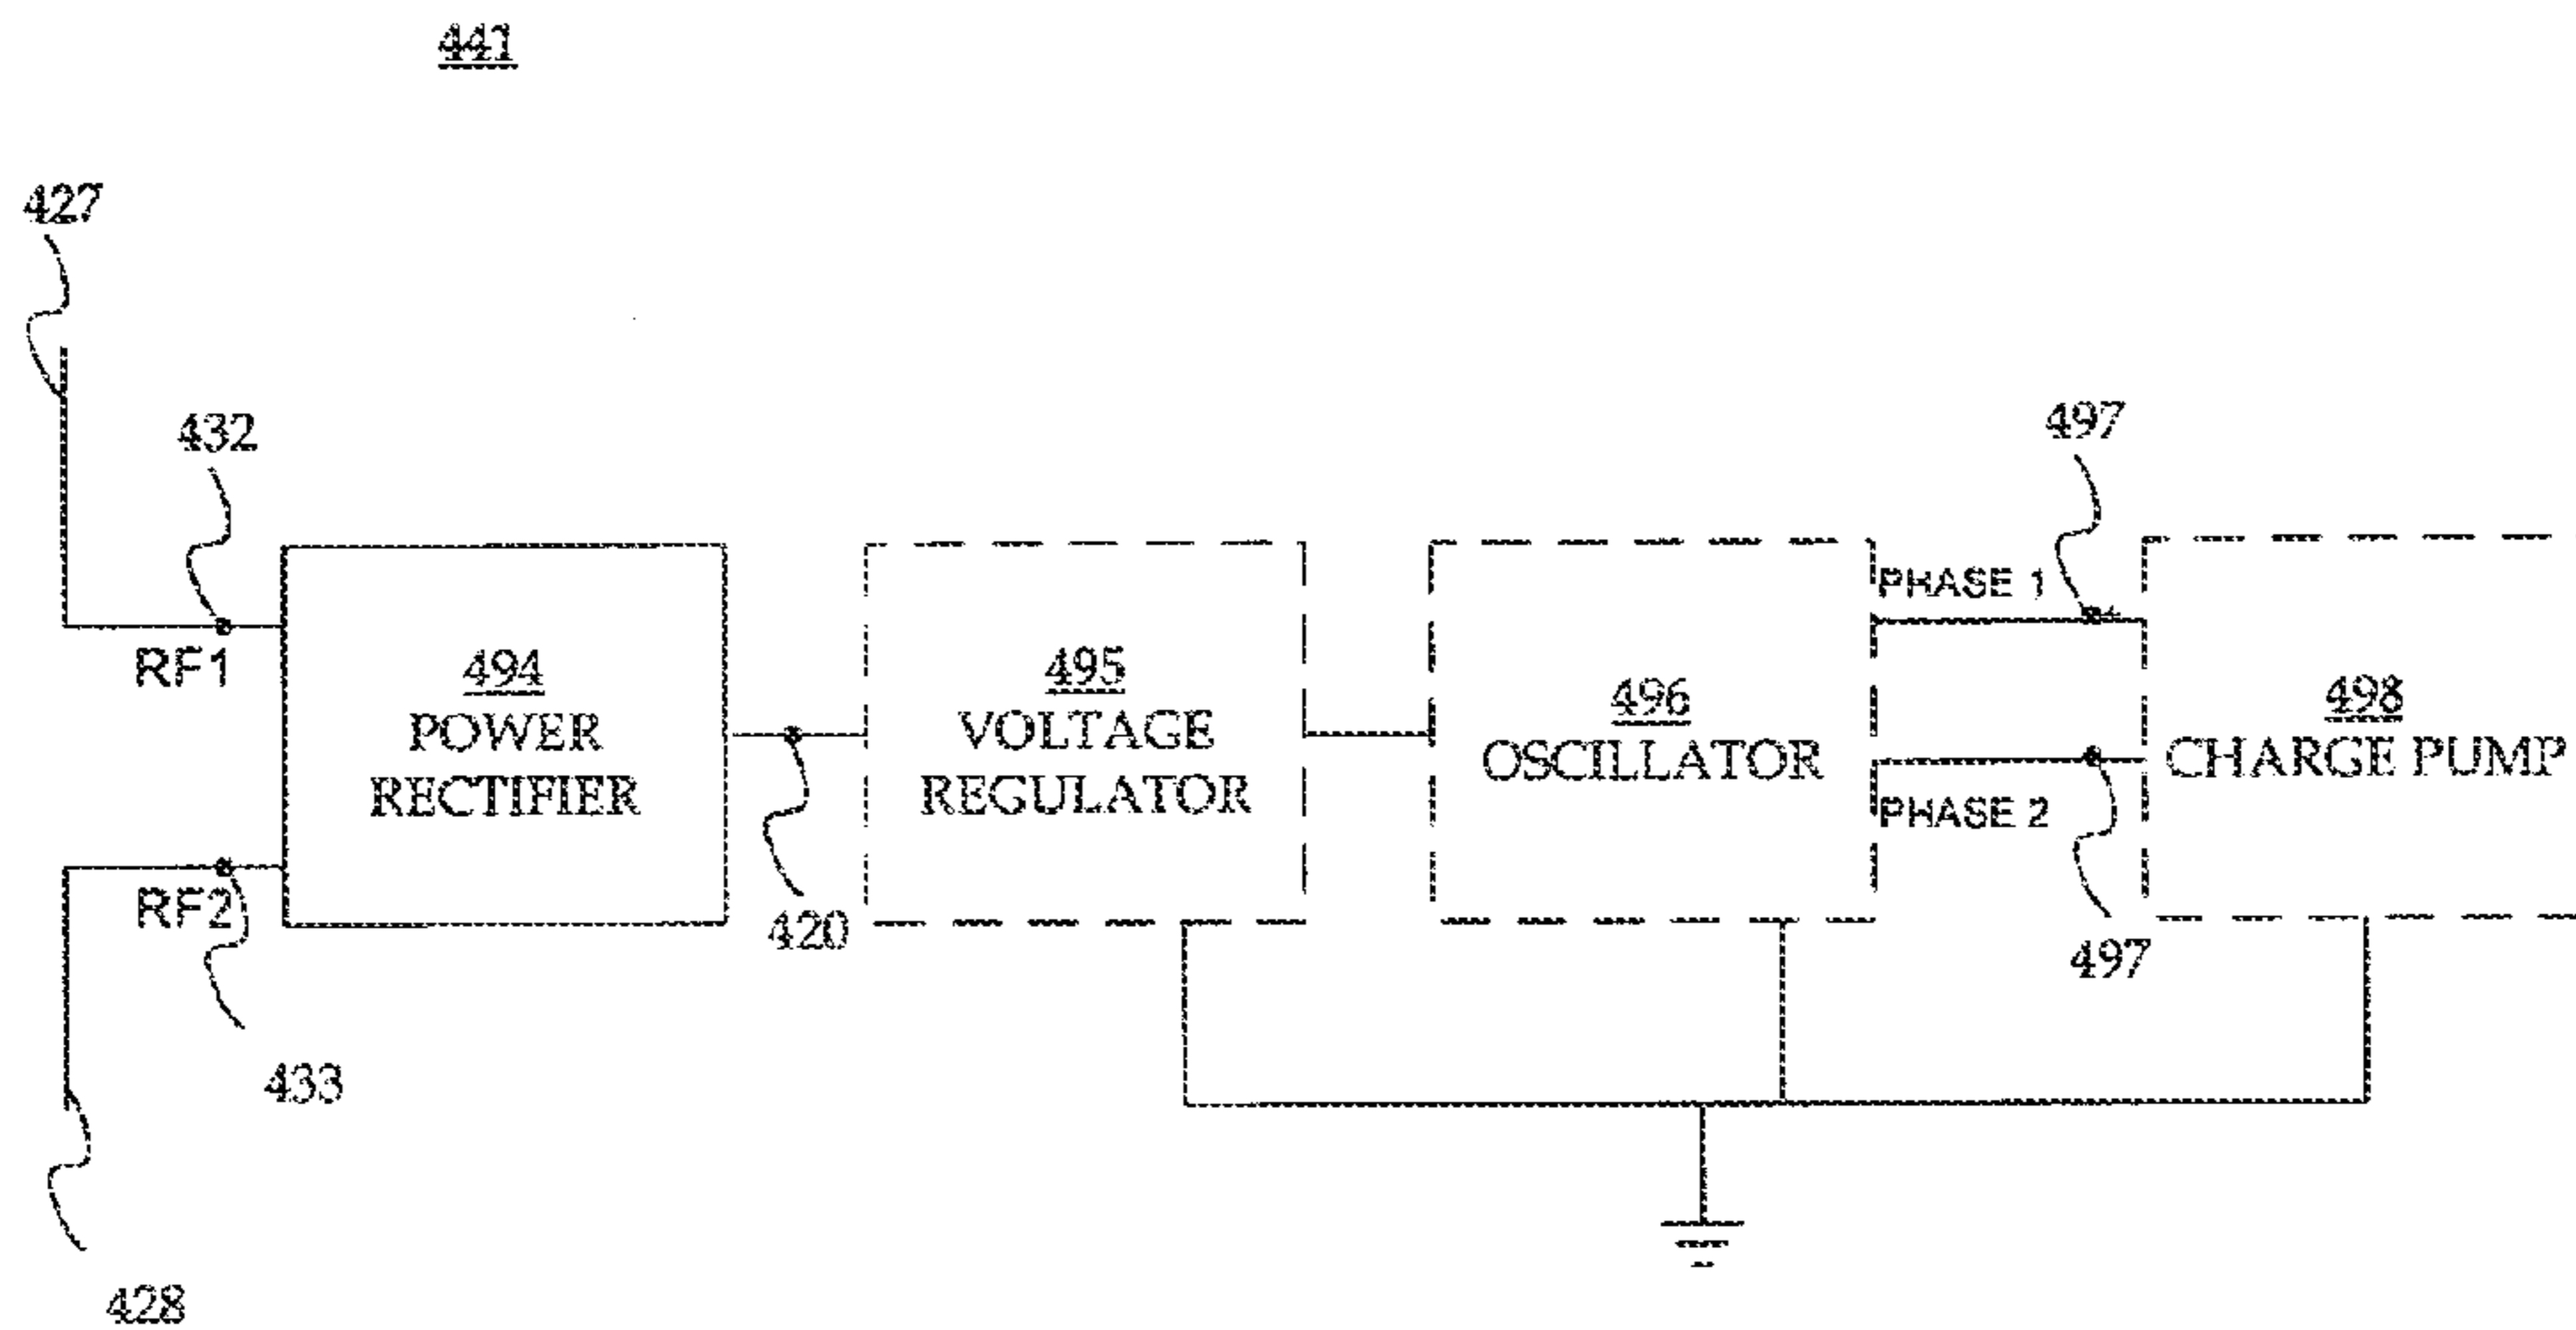 441
427
432
497
PHASE 1
RF1
494
POWER
RECTIFIER
495
VOLTAGE
REGULATOR
496
OSCILLATOR
498
CHARGE PUMP
PHASE 2
RF2
420
497
433
428